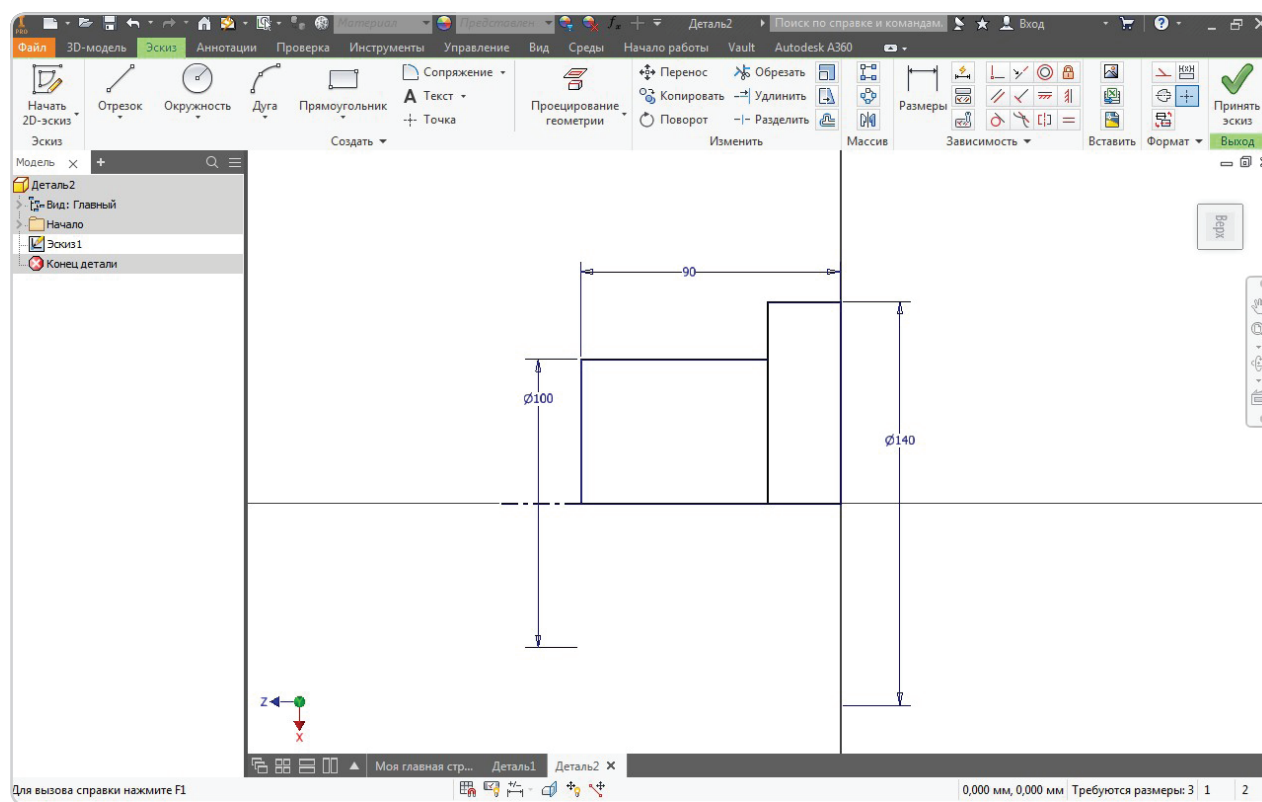 PRO Материал Представлен Деталь2 Поиск по справке и командам. Вход
Файл 3D-модель Эскиз Аннотации Проверка Инструменты Управление Вид Среды Начало работы Vault Autodesk A360
Начать 2D-эскиз
Отрезок
Окружность
Дуга
Прямоугольник
Сопряжение
A Текст
Точка
Проецирование геометрии
Перенос
Обрезать
Копировать
Удлинить
Поворот
Разделить
Размеры
Принять эскиз
Эскиз Создать Изменить Массив Зависимость Вставить Формат Выход
Модель
Деталь2
Вид: Главный
Начало
Эскиз1
Конец детали
Верх
90
Ø100
Ø140
Z
X
Моя главная стр... Деталь1 Деталь2
Для вызова справки нажмите F1
0,000 мм, 0,000 мм Требуются размеры: 3 1 2